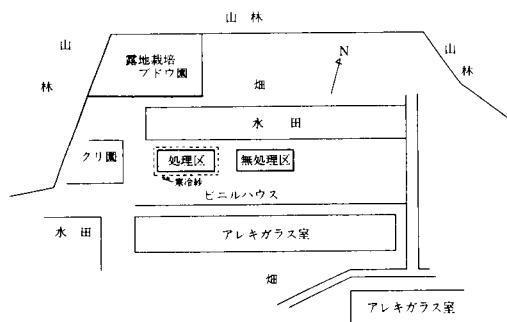 山林
山林
山林
露地栽培
ブドウ園
N
畑
水田
クリ園
処理区
無処理区
寒冷紗
ビニルハウス
水田
アレキガラス室
畑
アレキガラス室